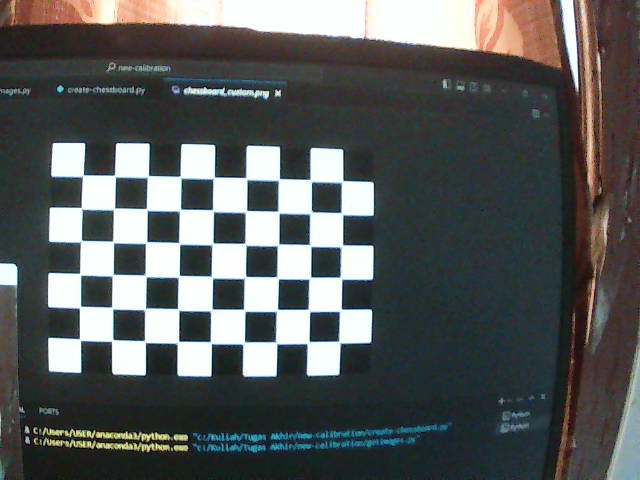 new-calibration
mages.py
create-chessboard.py
chessboard_custom.png
PORTS
& C:/Users/USER/anaconda3/python.exe "c:/Kuliah/Tugas Akhir/new-calibration/create-chessboard.py"
& C:/Users/USER/anaconda3/python.exe "c:/Kuliah/Tugas Akhir/new-calibration/getimages.py"
Python
Python